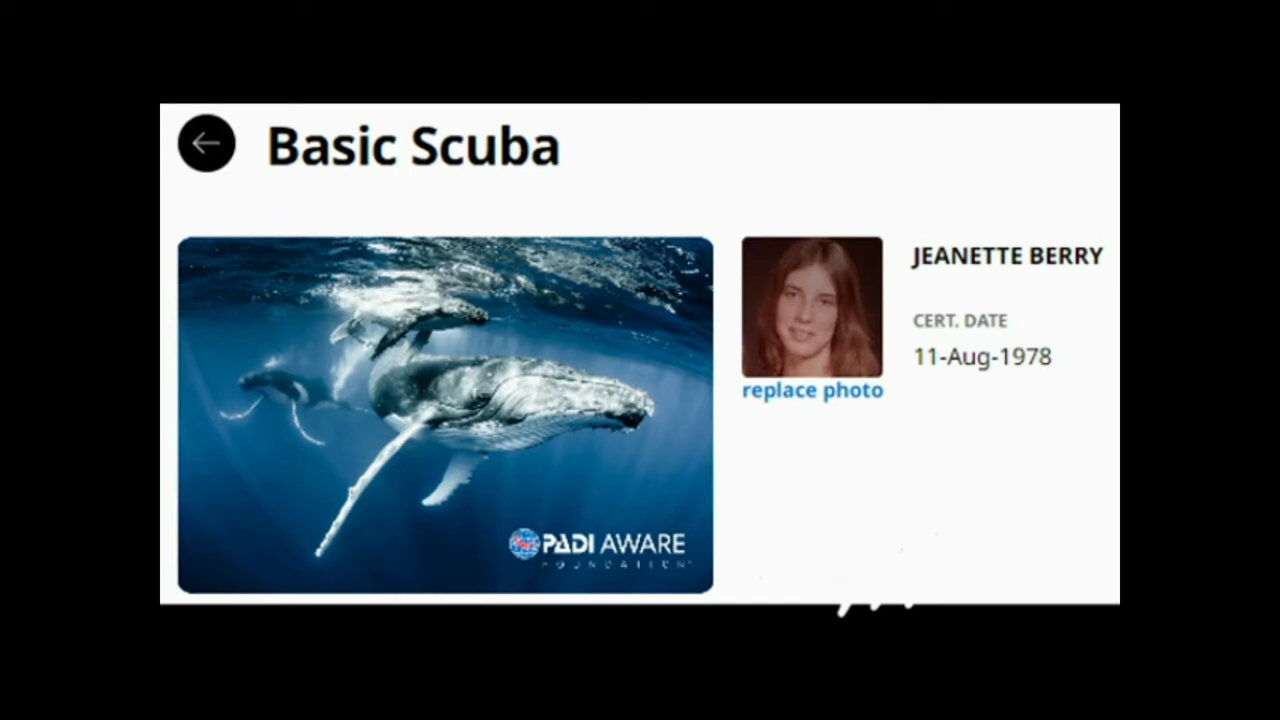 Basic Scuba
JEANETTE BERRY
CERT. DATE
11-Aug-1978
replace photo
PADI AWARE
FOUNDATION